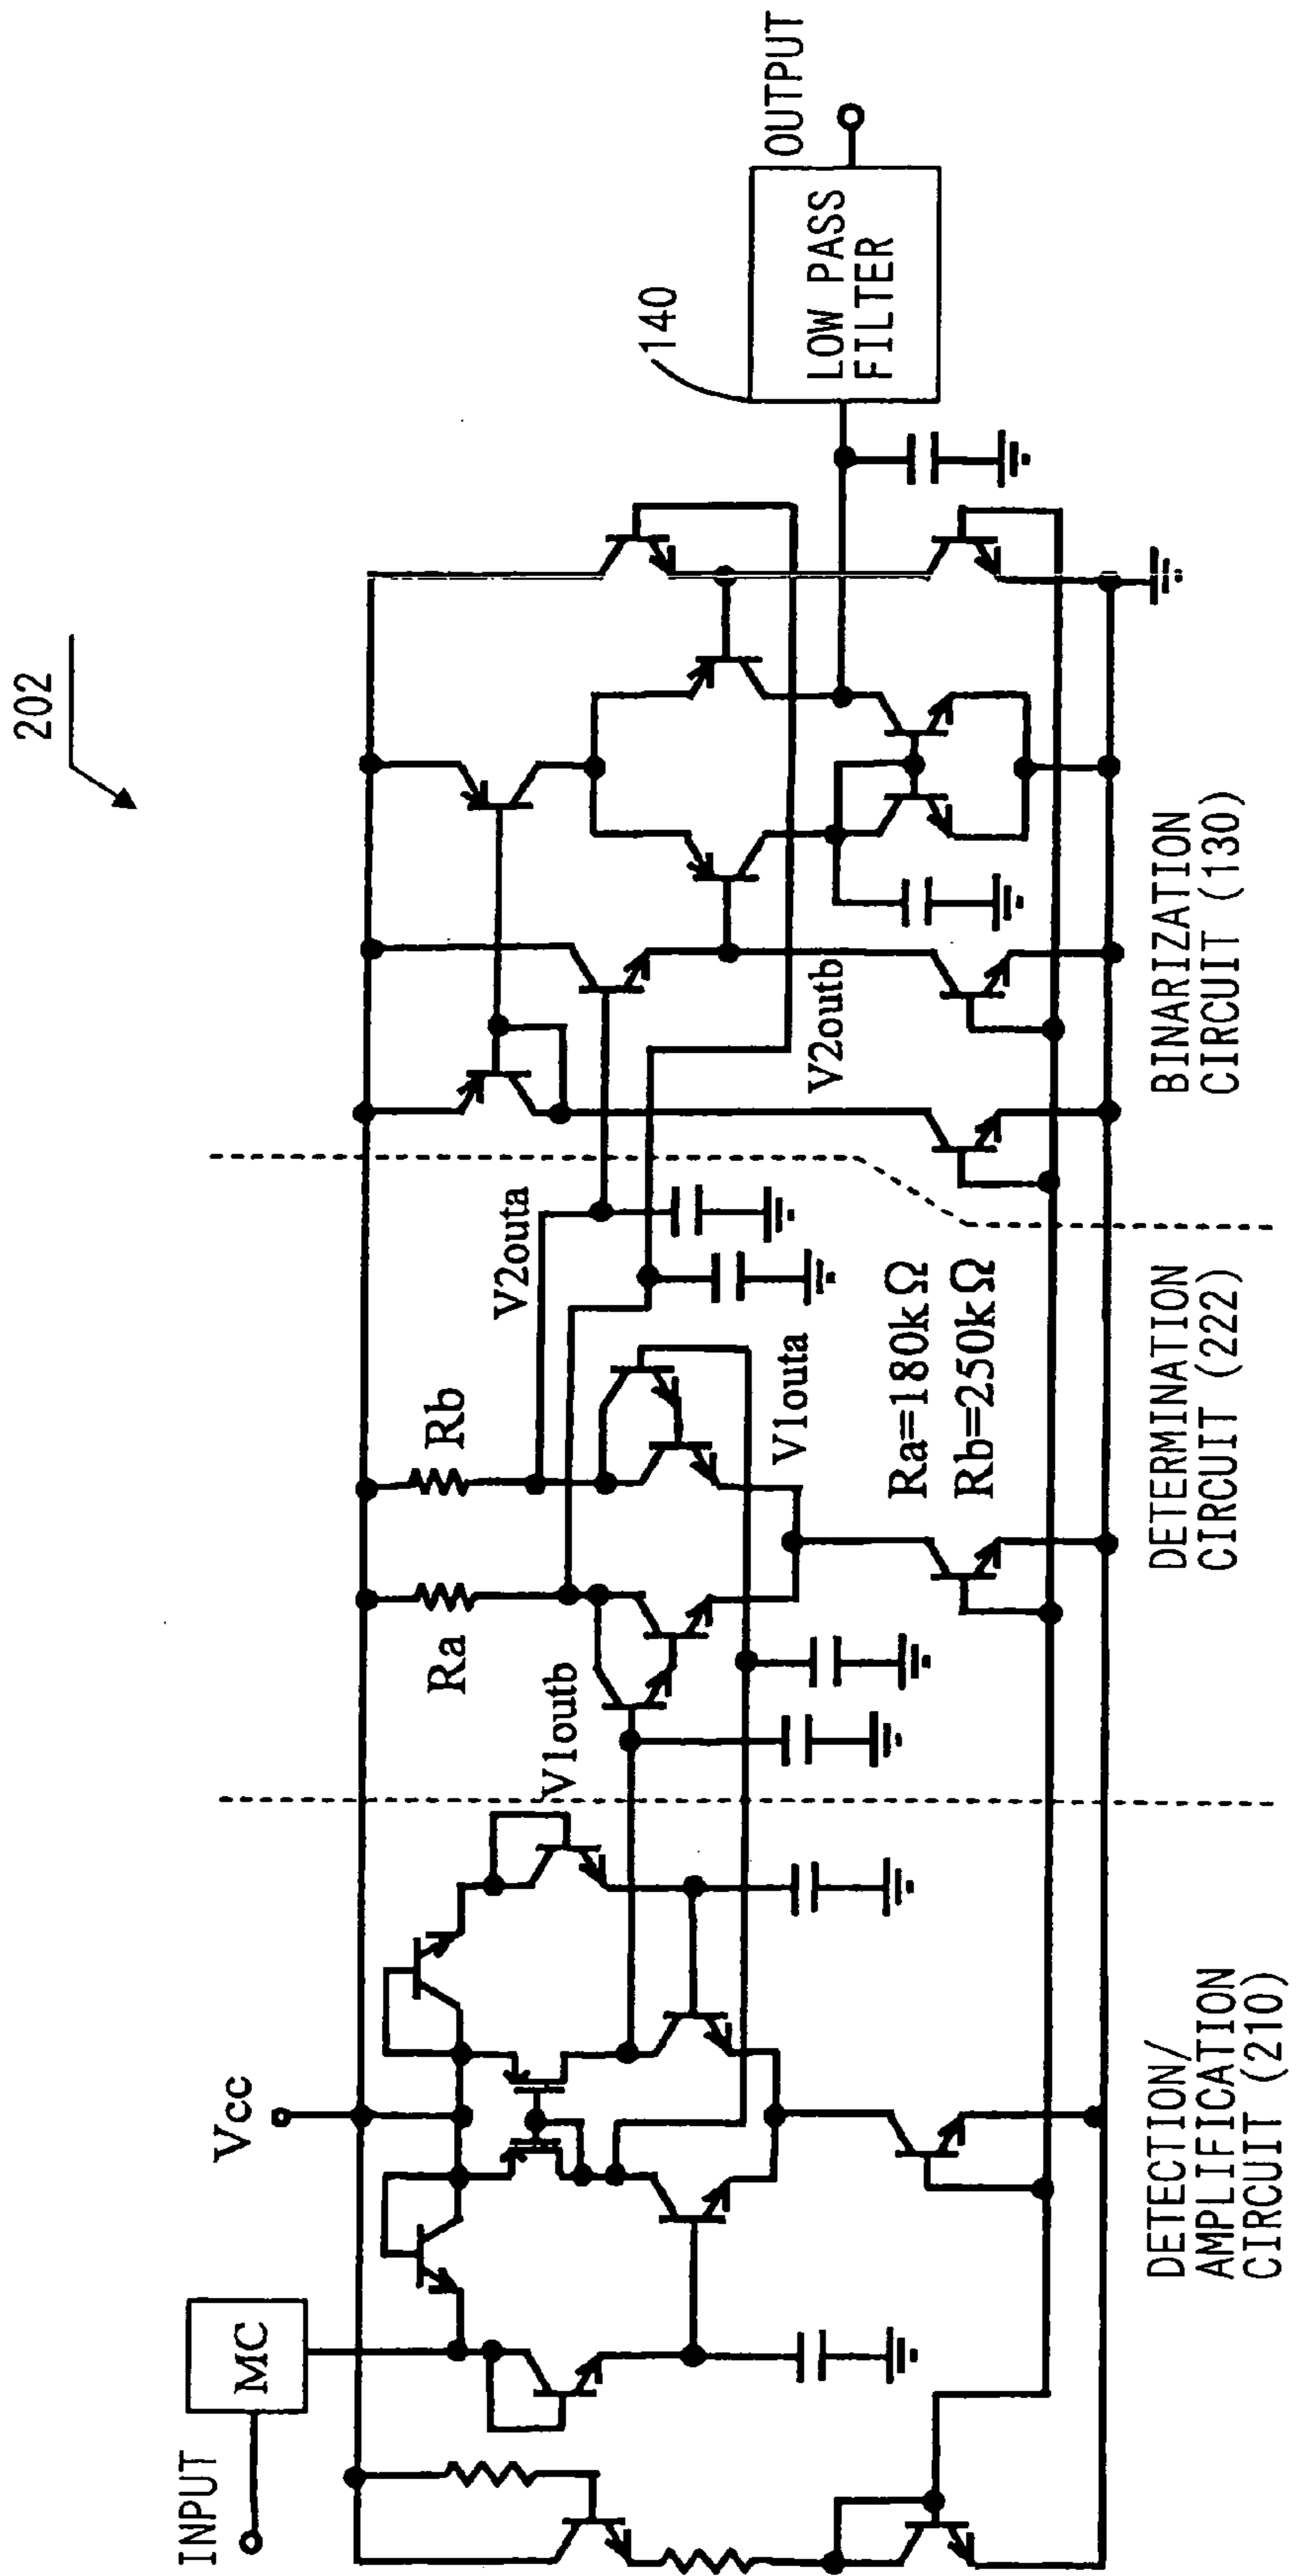 202
INPUT
MC
Vcc
V1outb
Ra
Rb
V2outa
V1outa
V2outb
Ra=180kΩ
Rb=250kΩ
140
LOW PASS
FILTER
OUTPUT
DETECTION/
AMPLIFICATION
CIRCUIT (210)
DETERMINATION
CIRCUIT (222)
BINARIZATION
CIRCUIT (130)